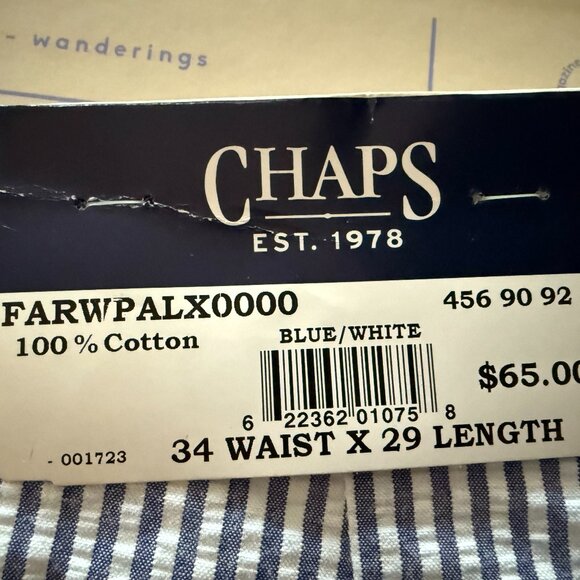 - wanderings
CHAPS
EST. 1978
FARWPALX0000
456 90 92
100 % Cotton
BLUE/WHITE
$65.00
6 22362 01075 8
34 WAIST X 29 LENGTH
- 001723